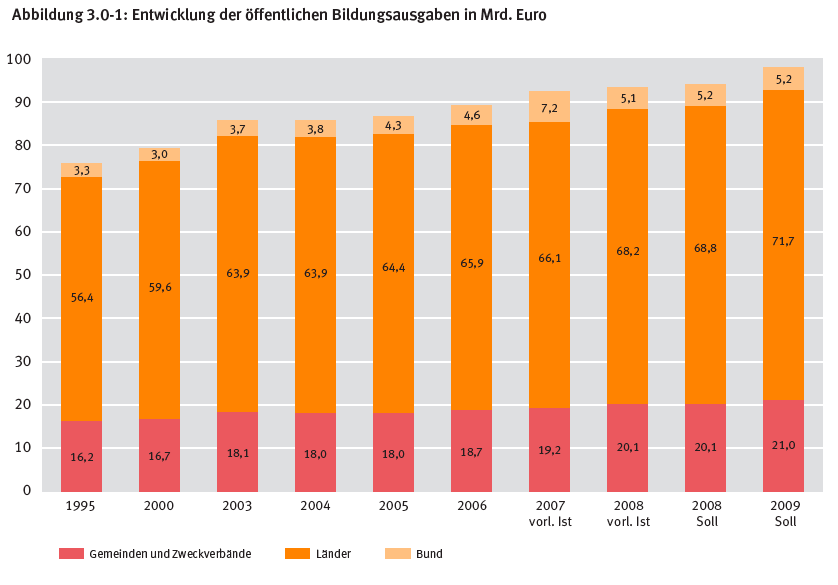 Abbildung 3.0-1: Entwicklung der öffentlichen Bildungsausgaben in Mrd. Euro
100
90
80
70
60
50
40
30
20
10
0
3,3 3,0 3,7 3,8 4,3 4,6 7,2 5,1 5,2 5,2
56,4 59,6 63,9 63,9 64,4 65,9 66,1 68,2 68,8 71,7
16,2 16,7 18,1 18,0 18,0 18,7 19,2 20,1 20,1 21,0
1995 2000 2003 2004 2005 2006 2007 2008 2008 2009
vorl. Ist vorl. Ist Soll Soll
Gemeinden und Zweckverbände Länder Bund